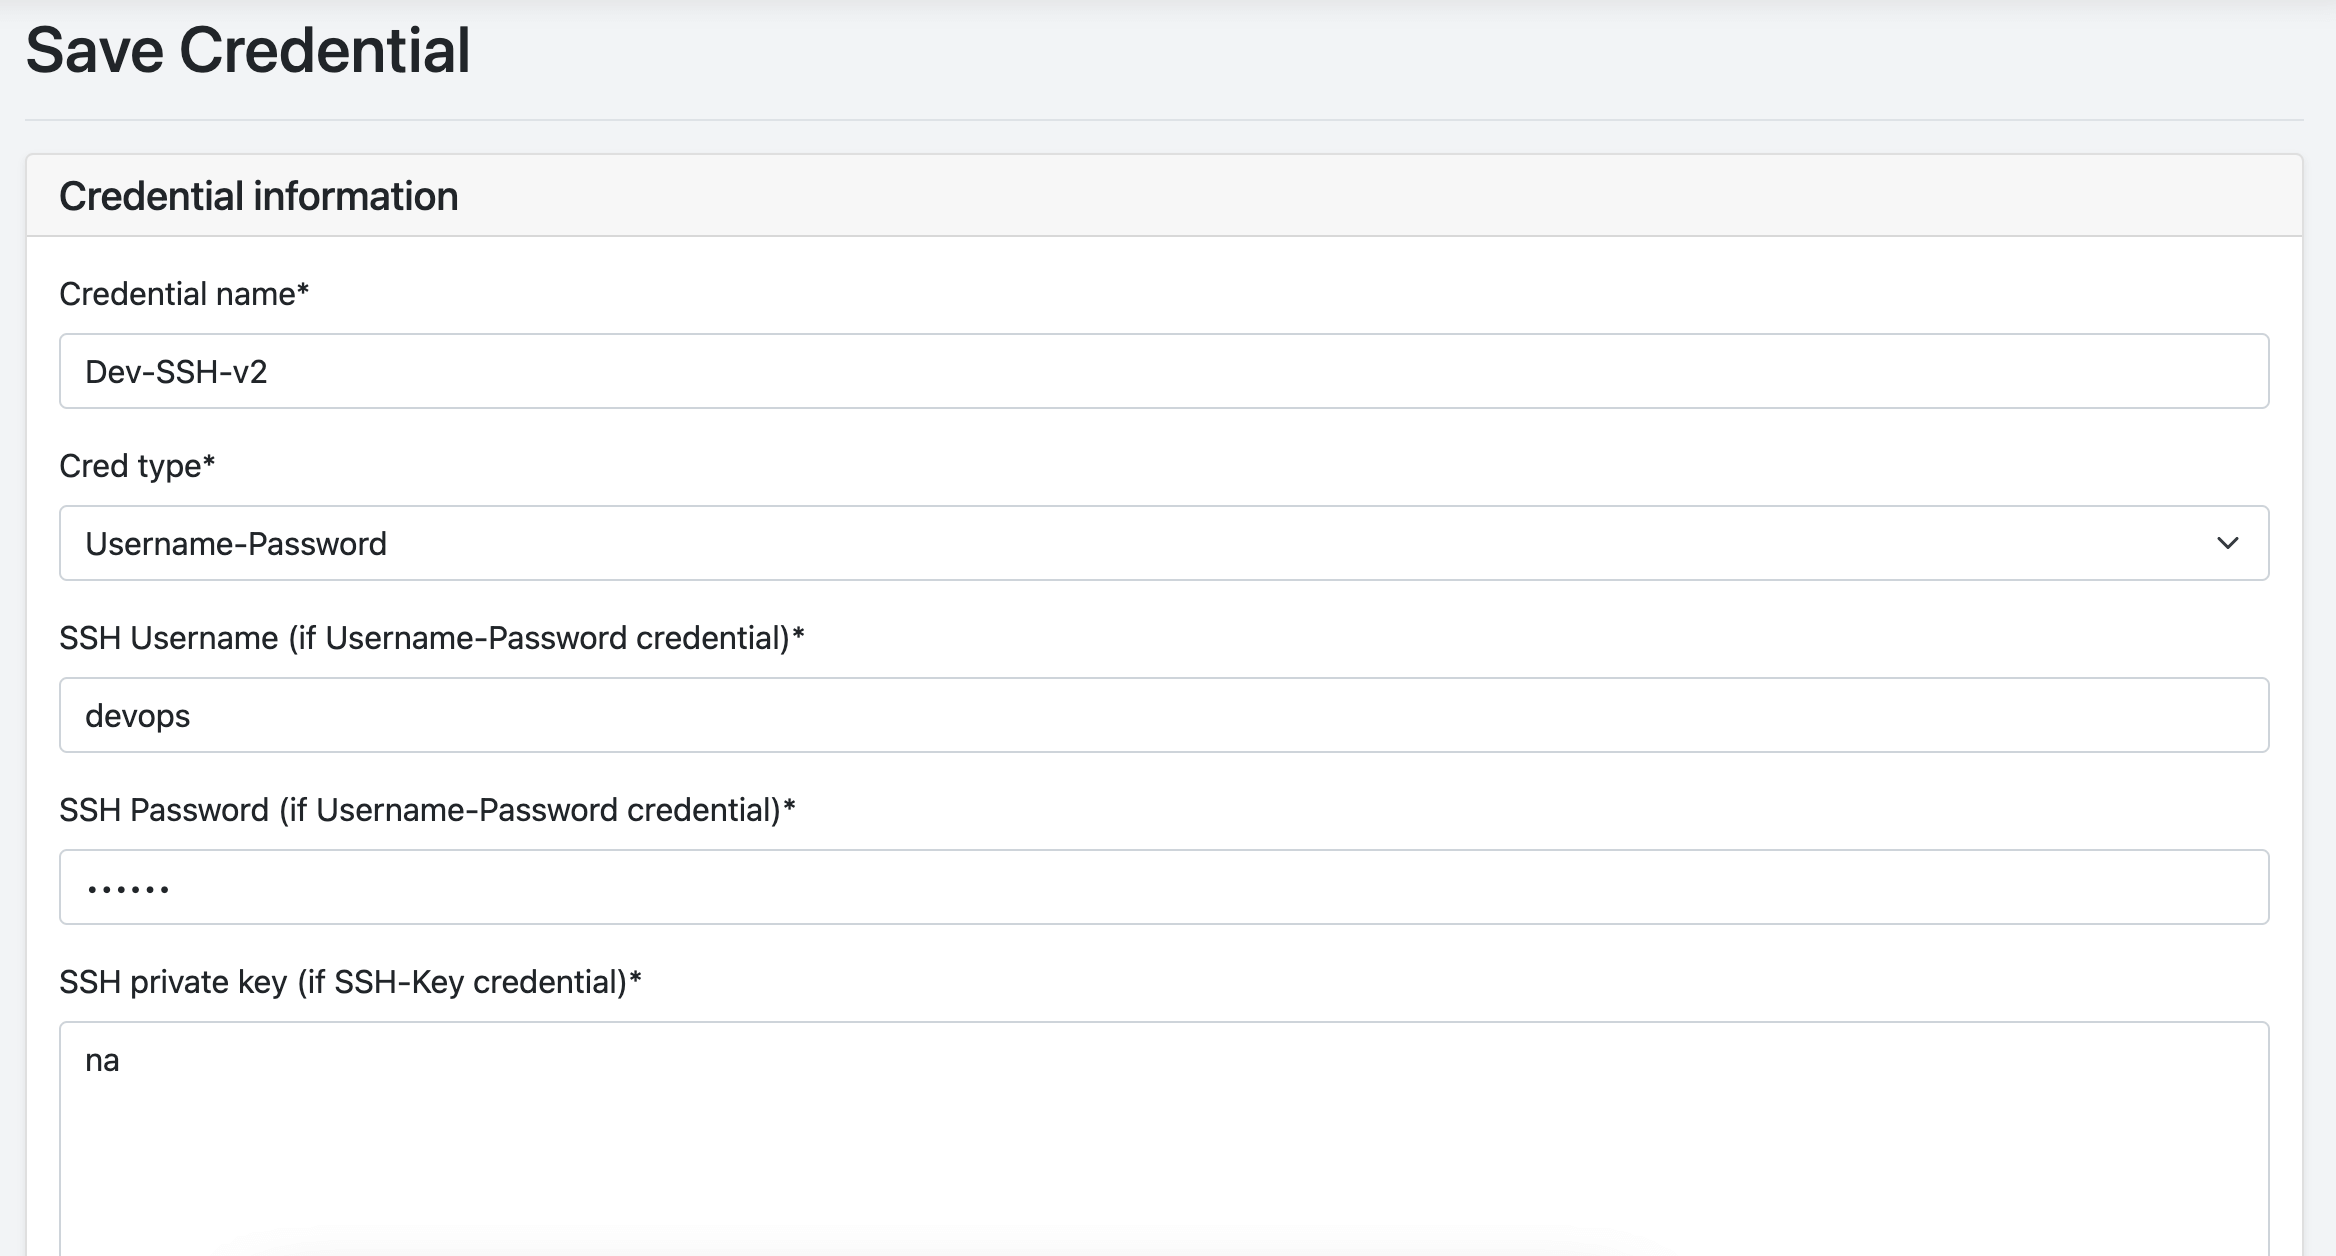 Save Credential
Credential information
Credential name*
Dev-SSH-v2
Cred type*
Username-Password
SSH Username (if Username-Password credential)*
devops
SSH Password (if Username-Password credential)*
••••••
SSH private key (if SSH-Key credential)*
na